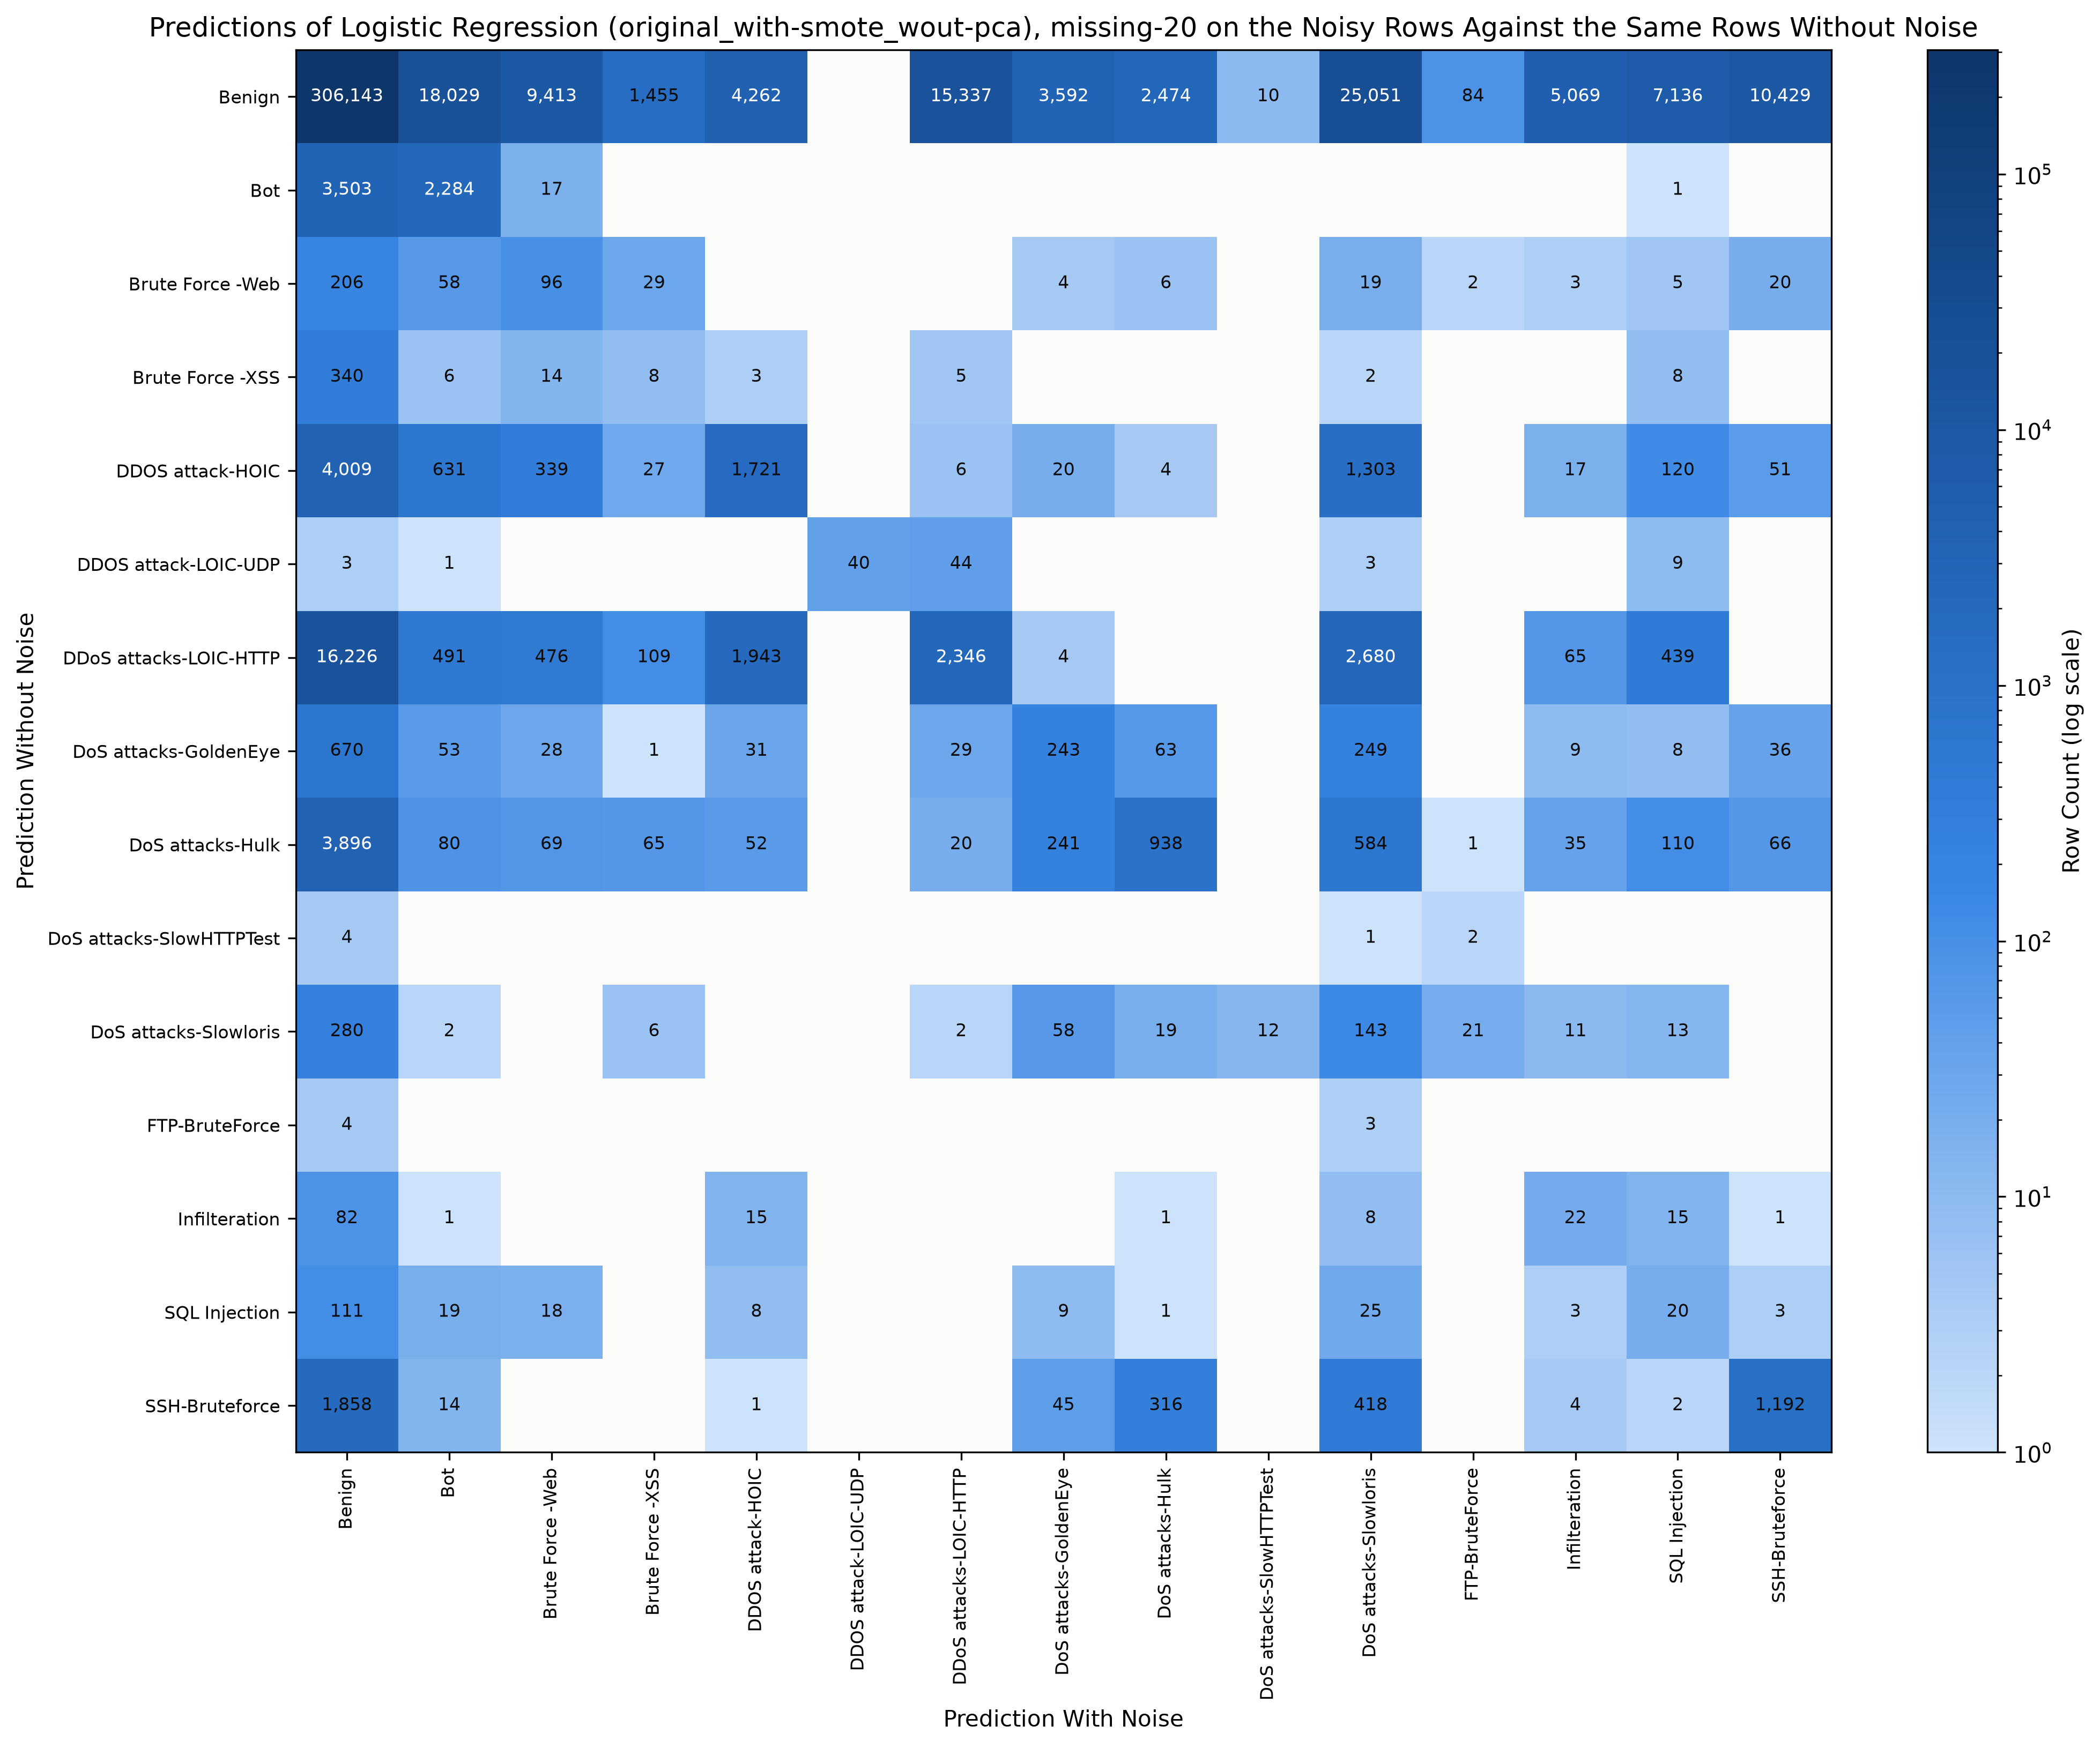 Predictions of Logistic Regression (original_with-smote_wout-pca), missing-20 on the Noisy Rows Against the Same Rows Without Noise
Prediction Without Noise
Benign 306,143 18,029 9,413 1,455 4,262 15,337 3,592 2,474 10 25,051 84 5,069 7,136 10,429
Bot 3,503 2,284 17 1
Brute Force -Web 206 58 96 29 4 6 19 2 3 5 20
Brute Force -XSS 340 6 14 8 3 5 2 8
DDOS attack-HOIC 4,009 631 339 27 1,721 6 20 4 1,303 17 120 51
DDOS attack-LOIC-UDP 3 1 40 44 3 9
DDoS attacks-LOIC-HTTP 16,226 491 476 109 1,943 2,346 4 2,680 65 439
DoS attacks-GoldenEye 670 53 28 1 31 29 243 63 249 9 8 36
DoS attacks-Hulk 3,896 80 69 65 52 20 241 938 584 1 35 110 66
DoS attacks-SlowHTTPTest 4 1 2
DoS attacks-Slowloris 280 2 6 2 58 19 12 143 21 11 13
FTP-BruteForce 4 3
Infilteration 82 1 15 1 8 22 15 1
SQL Injection 111 19 18 8 9 1 25 3 20 3
SSH-Bruteforce 1,858 14 1 45 316 418 4 2 1,192
Benign
Bot
Brute Force -Web
Brute Force -XSS
DDOS attack-HOIC
DDOS attack-LOIC-UDP
DDoS attacks-LOIC-HTTP
DoS attacks-GoldenEye
DoS attacks-Hulk
DoS attacks-SlowHTTPTest
DoS attacks-Slowloris
FTP-BruteForce
Infilteration
SQL Injection
SSH-Bruteforce
Prediction With Noise
10⁵
10⁴
10³
10²
10¹
10⁰
Row Count (log scale)